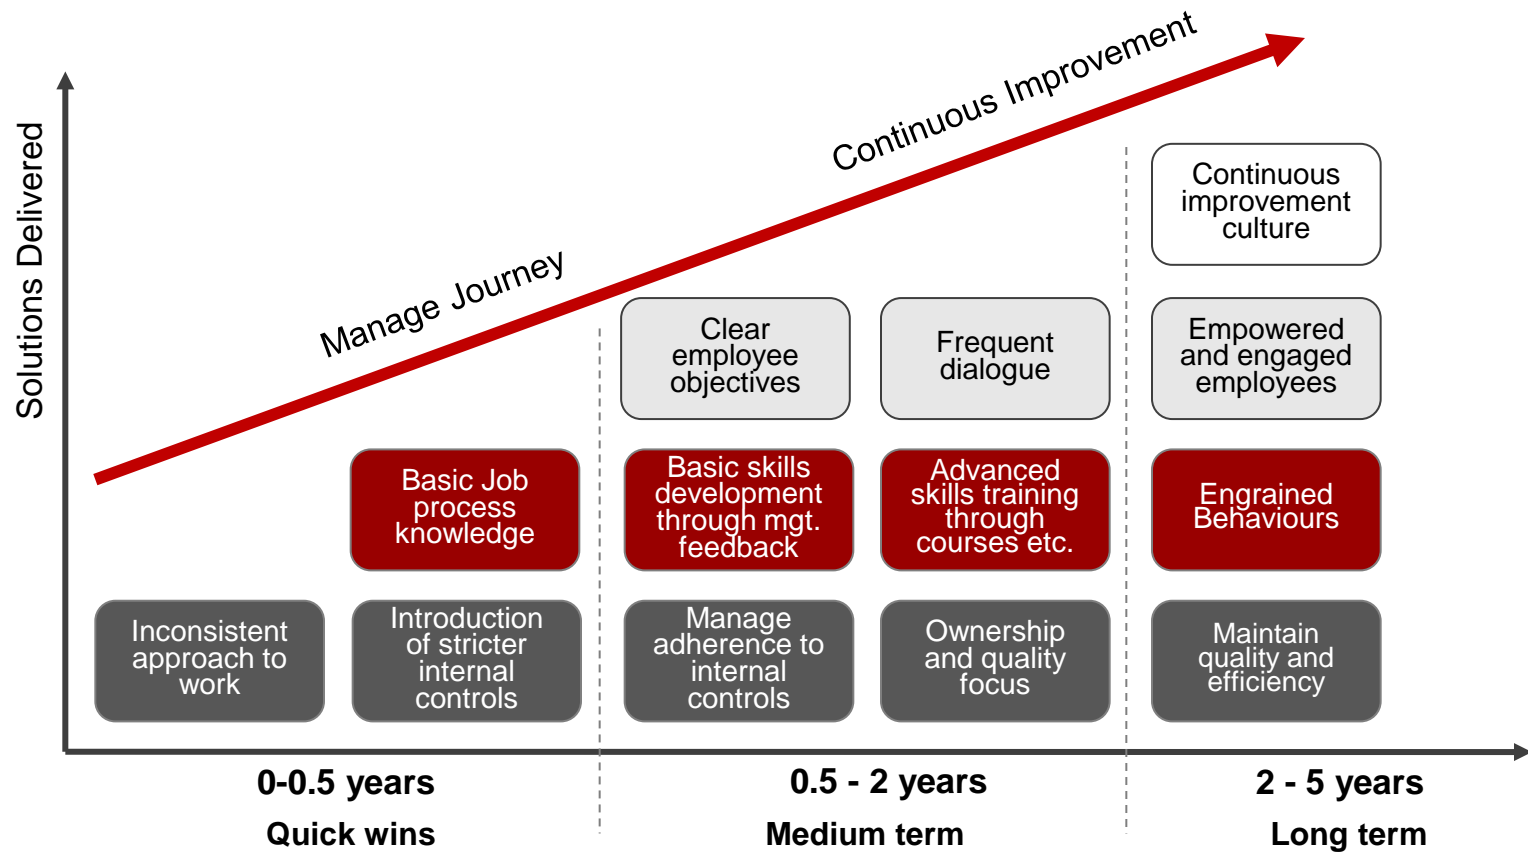 Solutions Delivered
Manage Journey
Continuous Improvement
Continuous
improvement
culture
Clear
employee
objectives
Frequent
dialogue
Empowered
and engaged
employees
Basic Job
process
knowledge
Basic skills
development
through mgt.
feedback
Advanced
skills training
through
courses etc.
Engrained
Behaviours
Inconsistent
approach to
work
Introduction
of stricter
internal
controls
Manage
adherence to
internal
controls
Ownership
and quality
focus
Maintain
quality and
efficiency
0-0.5 years
0.5 - 2 years
2 - 5 years
Quick wins
Medium term
Long term